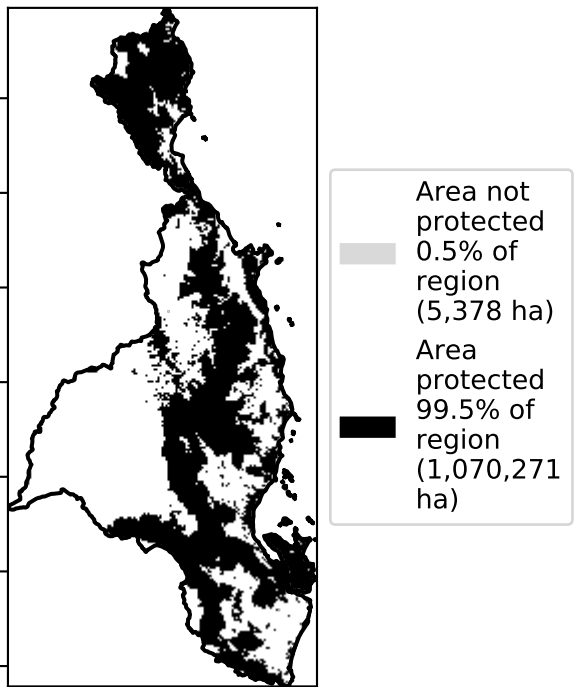 Area not
protected
0.5% of
region
(5,378 ha)
Area
protected
99.5% of
region
(1,070,271
ha)